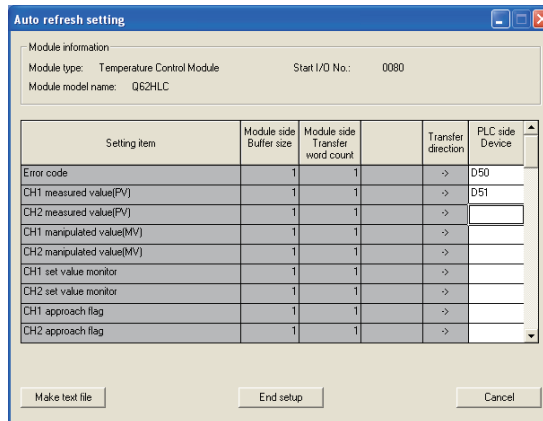 Auto refresh setting
Module information
Module type: Temperature Control Module Start I/O No.: 0080
Module model name: Q62HLC
Setting item Module side Buffer size Module side Transfer word count Transfer direction PLC side Device
Error code 1 1 -> D50
CH1 measured value(PV) 1 1 -> D51
CH2 measured value(PV) 1 1 ->
CH1 manipulated value(MV) 1 1 ->
CH2 manipulated value(MV) 1 1 ->
CH1 set value monitor 1 1 ->
CH2 set value monitor 1 1 ->
CH1 approach flag 1 1 ->
CH2 approach flag 1 1 ->
Make text file End setup Cancel